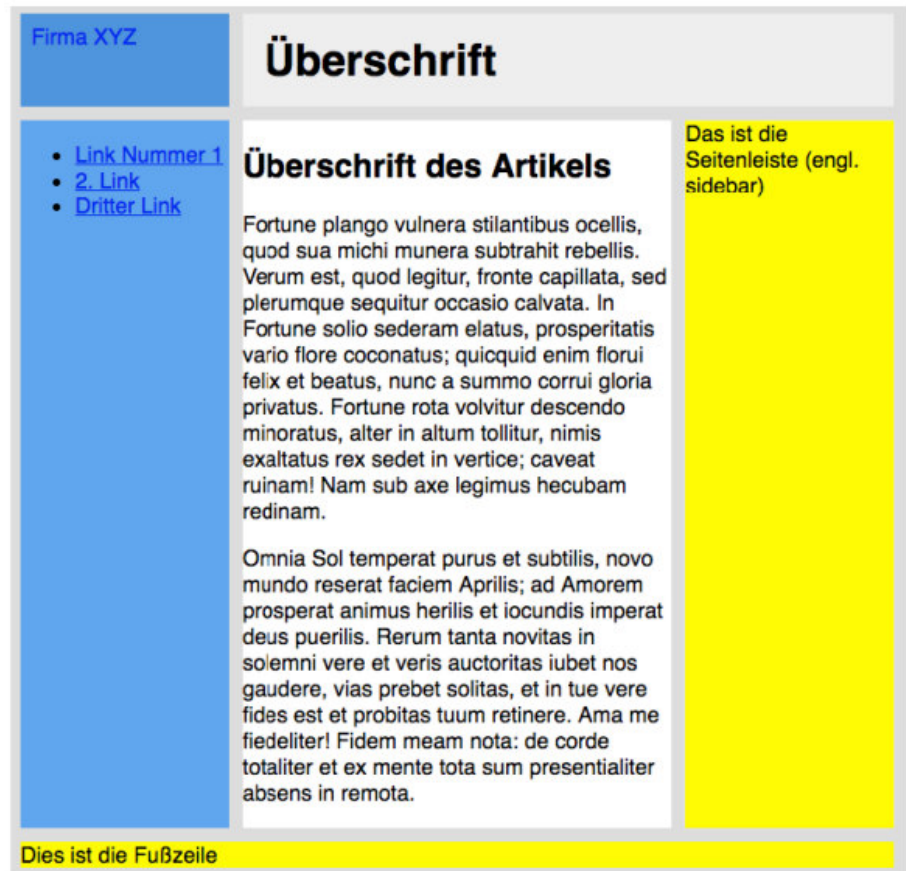 Firma XYZ
Überschrift
Link Nummer 1
2. Link
Dritter Link
Überschrift des Artikels
Fortune plango vulnera stilantibus ocellis,
quod sua michi munera subtrahit rebellis.
Verum est, quod legitur, fronte capillata, sed
plerumque sequitur occasio calvata. In
Fortune solio sederam elatus, prosperitatis
vario flore coconatus; quicquid enim florui
felix et beatus, nunc a summo corrui gloria
privatus. Fortune rota volvitur descendo
minoratus, alter in altum tollitur, nimis
exaltatus rex sedet in vertice; caveat
ruinam! Nam sub axe legimus hecubam
redinam.
Omnia Sol temperat purus et subtilis, novo
mundo reserat faciem Aprilis; ad Amorem
prosperat animus herilis et iocundis imperat
deus puerilis. Rerum tanta novitas in
solemni vere et veris auctoritas iubet nos
gaudere, vias prebet solitas, et in tue vere
fides est et probitas tuum retinere. Ama me
fiedeliter! Fidem meam nota: de corde
totaliter et ex mente tota sum presentialiter
absens in remota.
Das ist die
Seitenleiste (engl.
sidebar)
Dies ist die Fußzeile